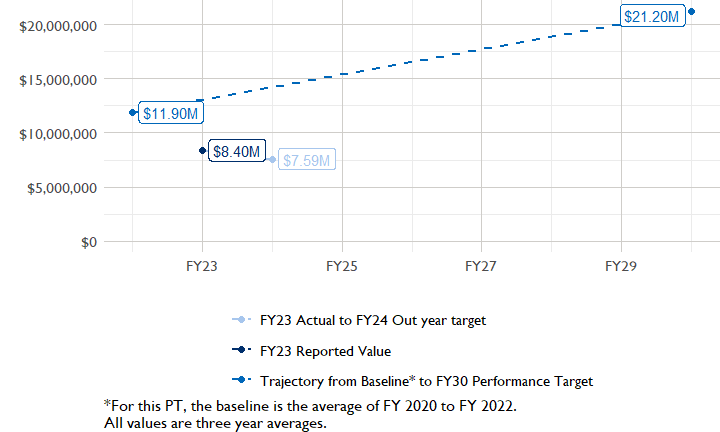 $20,000,000
$21.20M
$15,000,000
$11.90M
$10,000,000
$8.40M
$7.59M
$5,000,000
$0
FY23 FY25 FY27 FY29
FY23 Actual to FY24 Out year target
FY23 Reported Value
Trajectory from Baseline* to FY30 Performance Target
*For this PT, the baseline is the average of FY 2020 to FY 2022.
All values are three year averages.